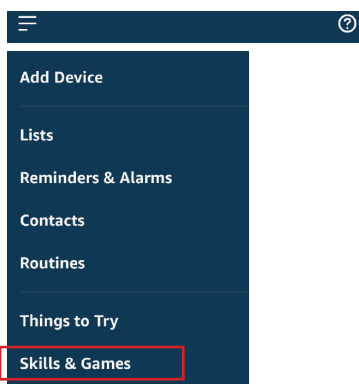 Add Device
Lists
Reminders & Alarms
Contacts
Routines
Things to Try
Skills & Games